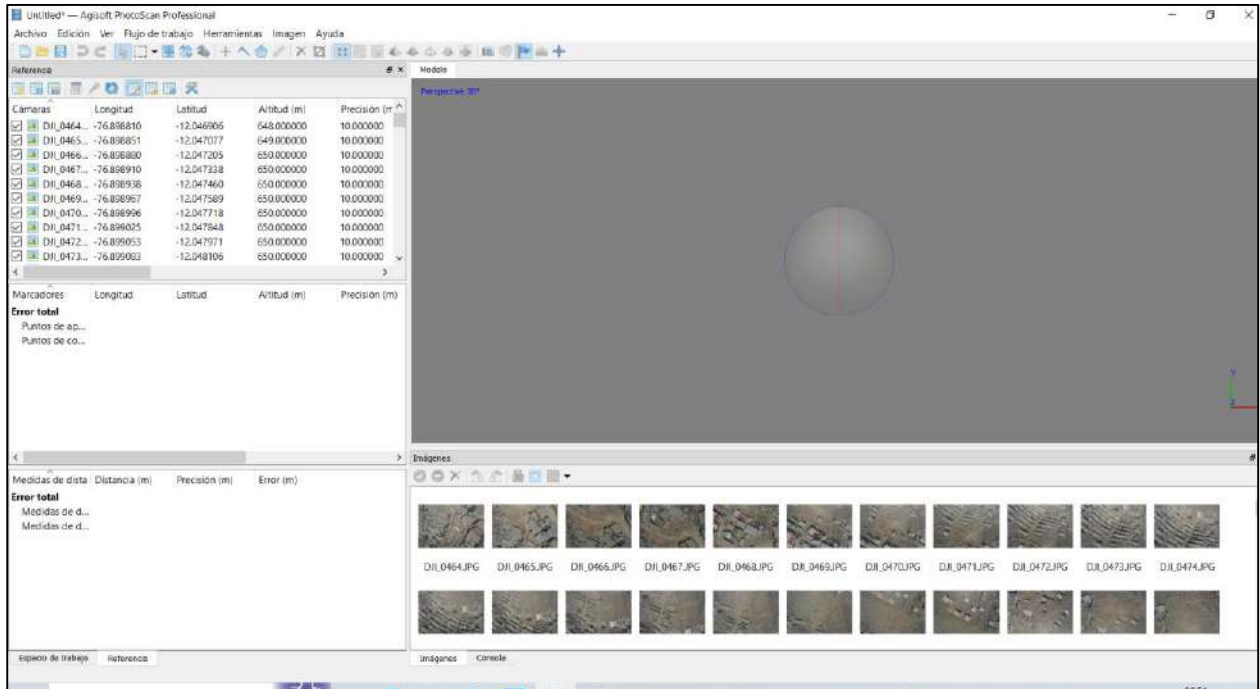 Untitled* — Agisoft PhotoScan Professional
Archivo Edición Ver Flujo de trabajo Herramientas Imagen Ayuda
Referencia
Modelo
Perspective 30°
Cámaras Longitud Latitud Altitud (m) Precisión (m
DJI_0464... -76.898810 -12.046906 648.000000 10.000000
DJI_0465... -76.898851 -12.047077 649.000000 10.000000
DJI_0466... -76.898880 -12.047205 650.000000 10.000000
DJI_0467... -76.898910 -12.047338 650.000000 10.000000
DJI_0468... -76.898938 -12.047460 650.000000 10.000000
DJI_0469... -76.898967 -12.047589 650.000000 10.000000
DJI_0470... -76.898996 -12.047718 650.000000 10.000000
DJI_0471... -76.899025 -12.047848 650.000000 10.000000
DJI_0472... -76.899053 -12.047971 650.000000 10.000000
DJI_0473... -76.899083 -12.048106 650.000000 10.000000
Marcadores Longitud Latitud Altitud (m) Precisión (m)
Error total
Puntos de ap...
Puntos de co...
Y
Z
Medidas de dista Distancia (m) Precisión (m) Error (m)
Error total
Medidas de d...
Medidas de d...
Imágenes
DJI_0464.JPG DJI_0465.JPG DJI_0466.JPG DJI_0467.JPG DJI_0468.JPG DJI_0469.JPG DJI_0470.JPG DJI_0471.JPG DJI_0472.JPG DJI_0473.JPG DJI_0474.JPG
Espacio de trabajo Referencia
Imágenes Console